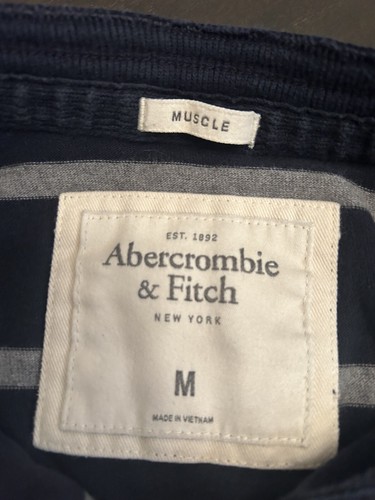 MUSCLE
EST. 1892
Abercrombie
& Fitch
NEW YORK
M
MADE IN VIETNAM